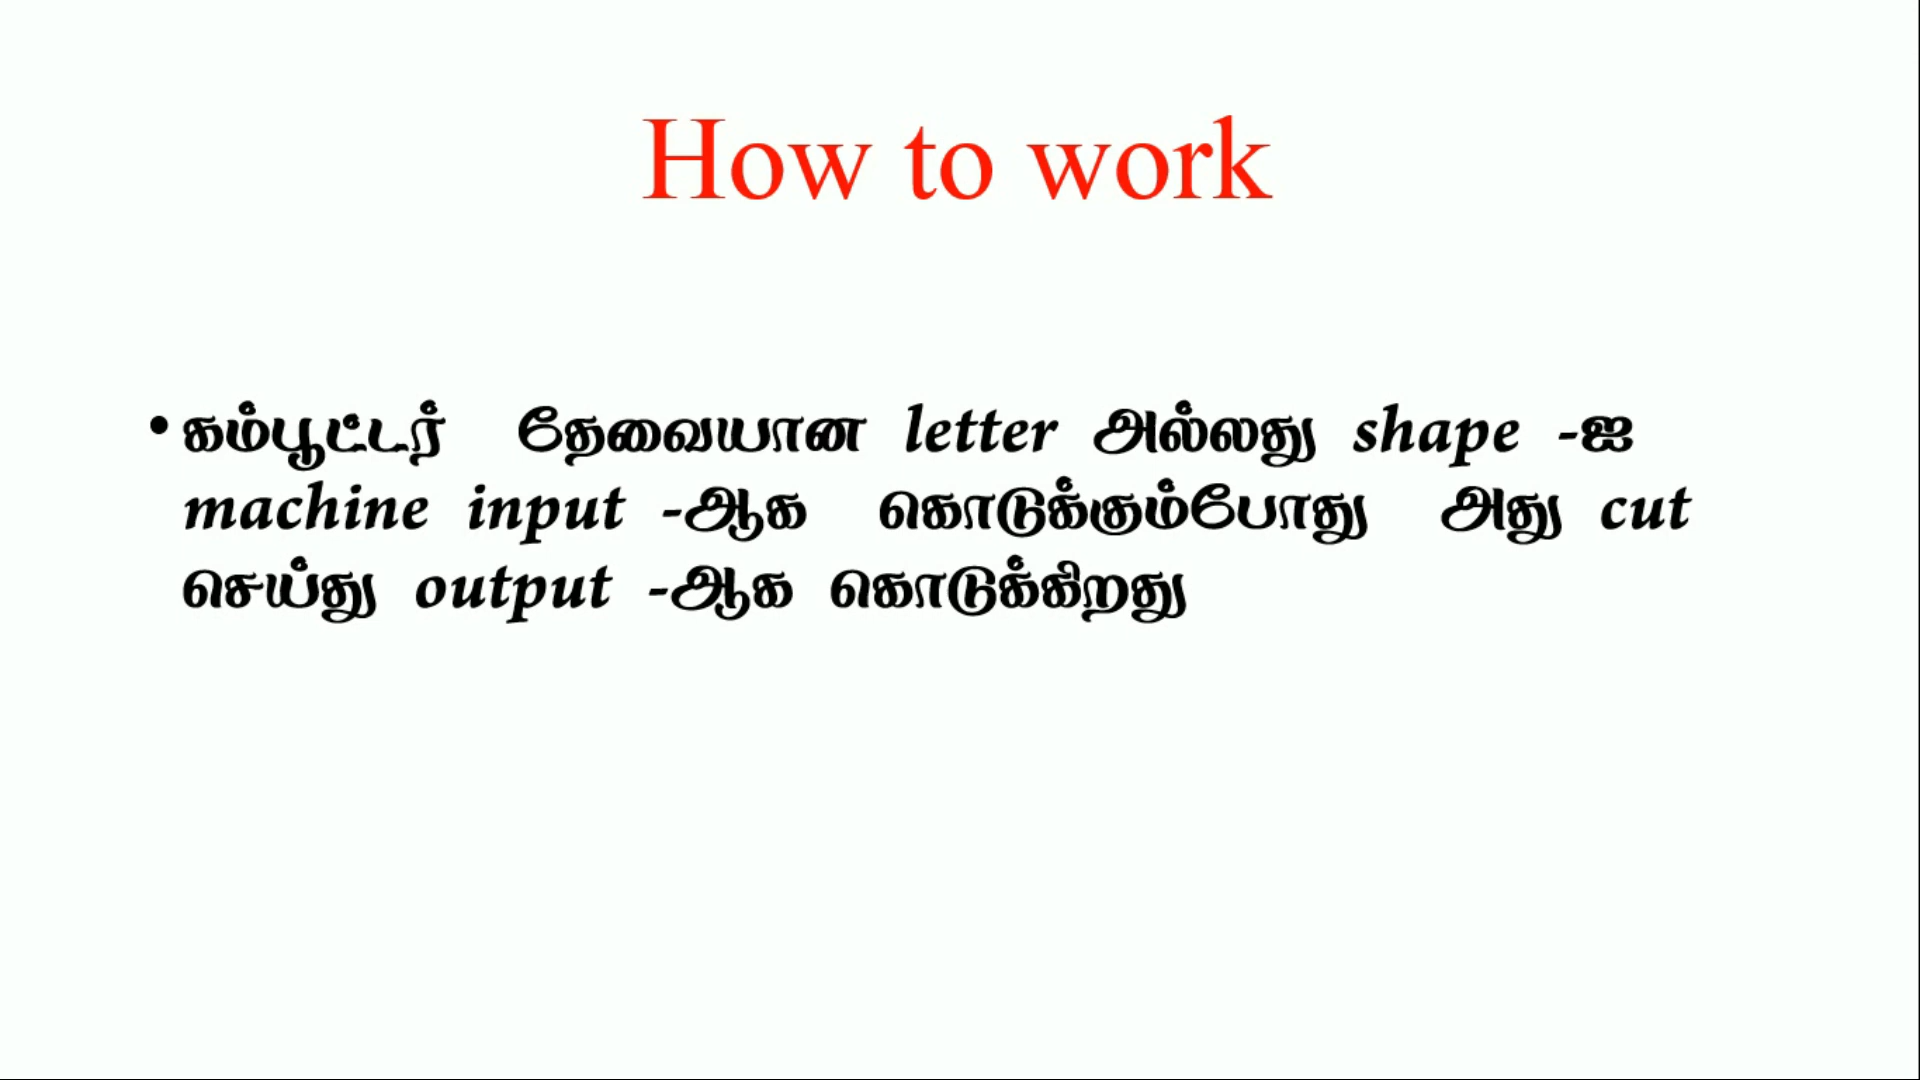 How to work
• கம்பூட்டர் தேவையான letter அல்லது shape -ஐ
machine input -ஆக கொடுக்கும்போது அது cut
செய்து output -ஆக கொடுக்கிறது